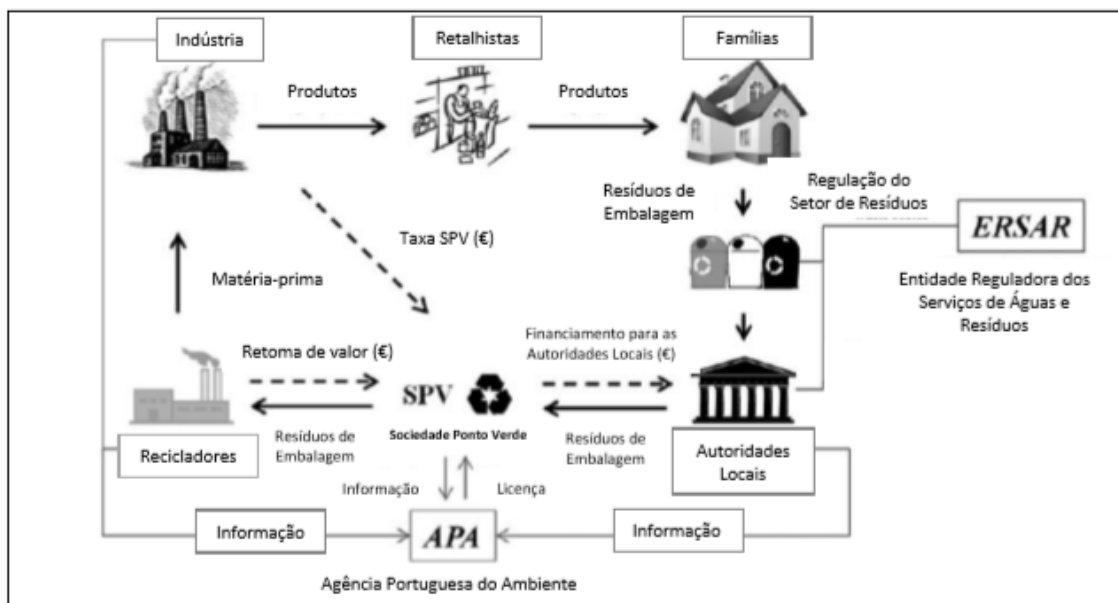 Indústria
Retalhistas
Famílias
Produtos
Produtos
Resíduos de
Embalagem
Regulação do
Setor de Resíduos
ERSAR
Entidade Reguladora dos
Serviços de Águas e
Resíduos
Taxa SPV (€)
Matéria-prima
Retoma de valor (€)
Financiamento para as
Autoridades Locais (€)
SPV
Sociedade Ponto Verde
Resíduos de
Embalagem
Resíduos de
Embalagem
Recicladores
Autoridades
Locais
Informação
Licença
Informação
APA
Informação
Agência Portuguesa do Ambiente